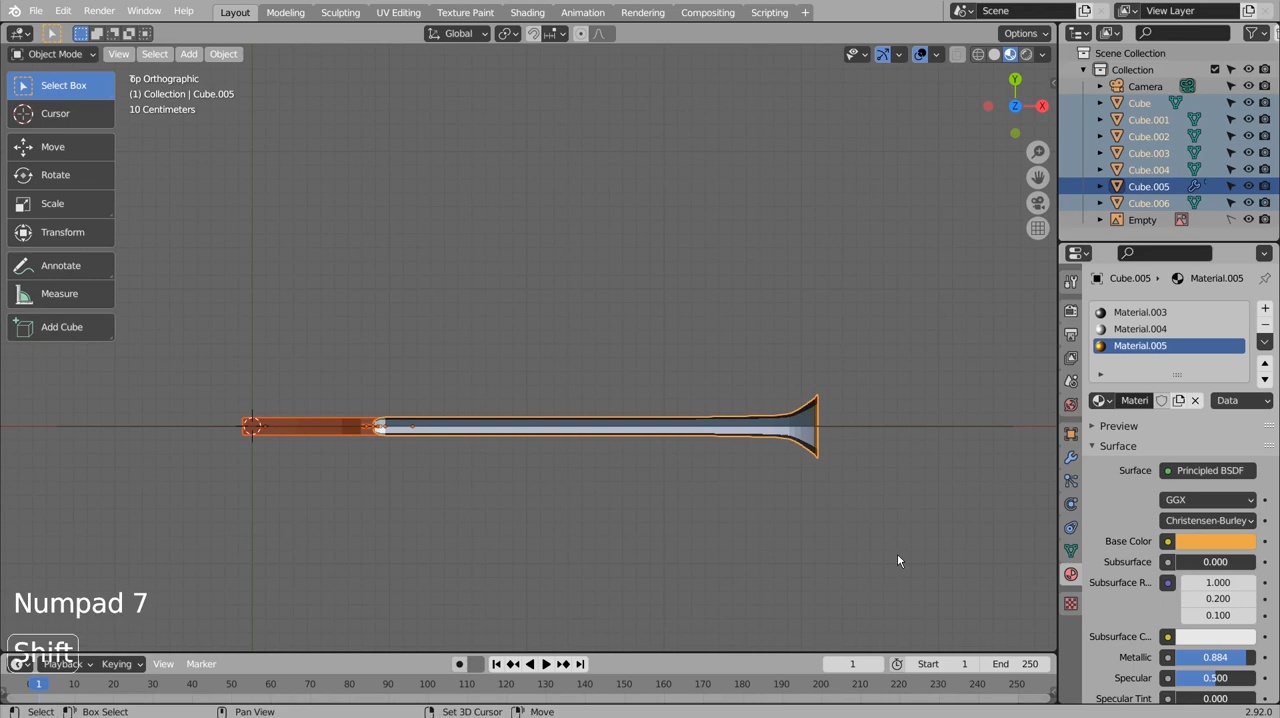 File Edit Render Window Help Layout Modeling Sculpting UV Editing Texture Paint Shading Animation Rendering Compositing Scripting + Scene View Layer
Global Options
Object Mode View Select Add Object
Scene Collection
Collection
Camera
Cube
Cube.001
Cube.002
Cube.003
Cube.004
Cube.005
Cube.006
Empty
Select Box
Cursor
Move
Rotate
Scale
Transform
Annotate
Measure
Add Cube
Top Orthographic
(1) Collection | Cube.005
10 Centimeters
Y
Z
X
Cube.005 › Material.005
Material.003
Material.004
Material.005
Materi Data
Preview
Surface
Surface Principled BSDF
GGX
Christensen-Burley
Base Color
Subsurface 0.000
Subsurface R... 1.000
0.200
0.100
Subsurface C...
Metallic 0.884
Specular 0.500
Specular Tint 0.000
Numpad 7
Shift
Playback Keying View Marker 1 Start 1 End 250
1 10 20 30 40 50 60 70 80 90 100 110 120 130 140 150 160 170 180 190 200 210 220 230 240 250
Select Box Select Pan View Set 3D Cursor Move 2.92.0